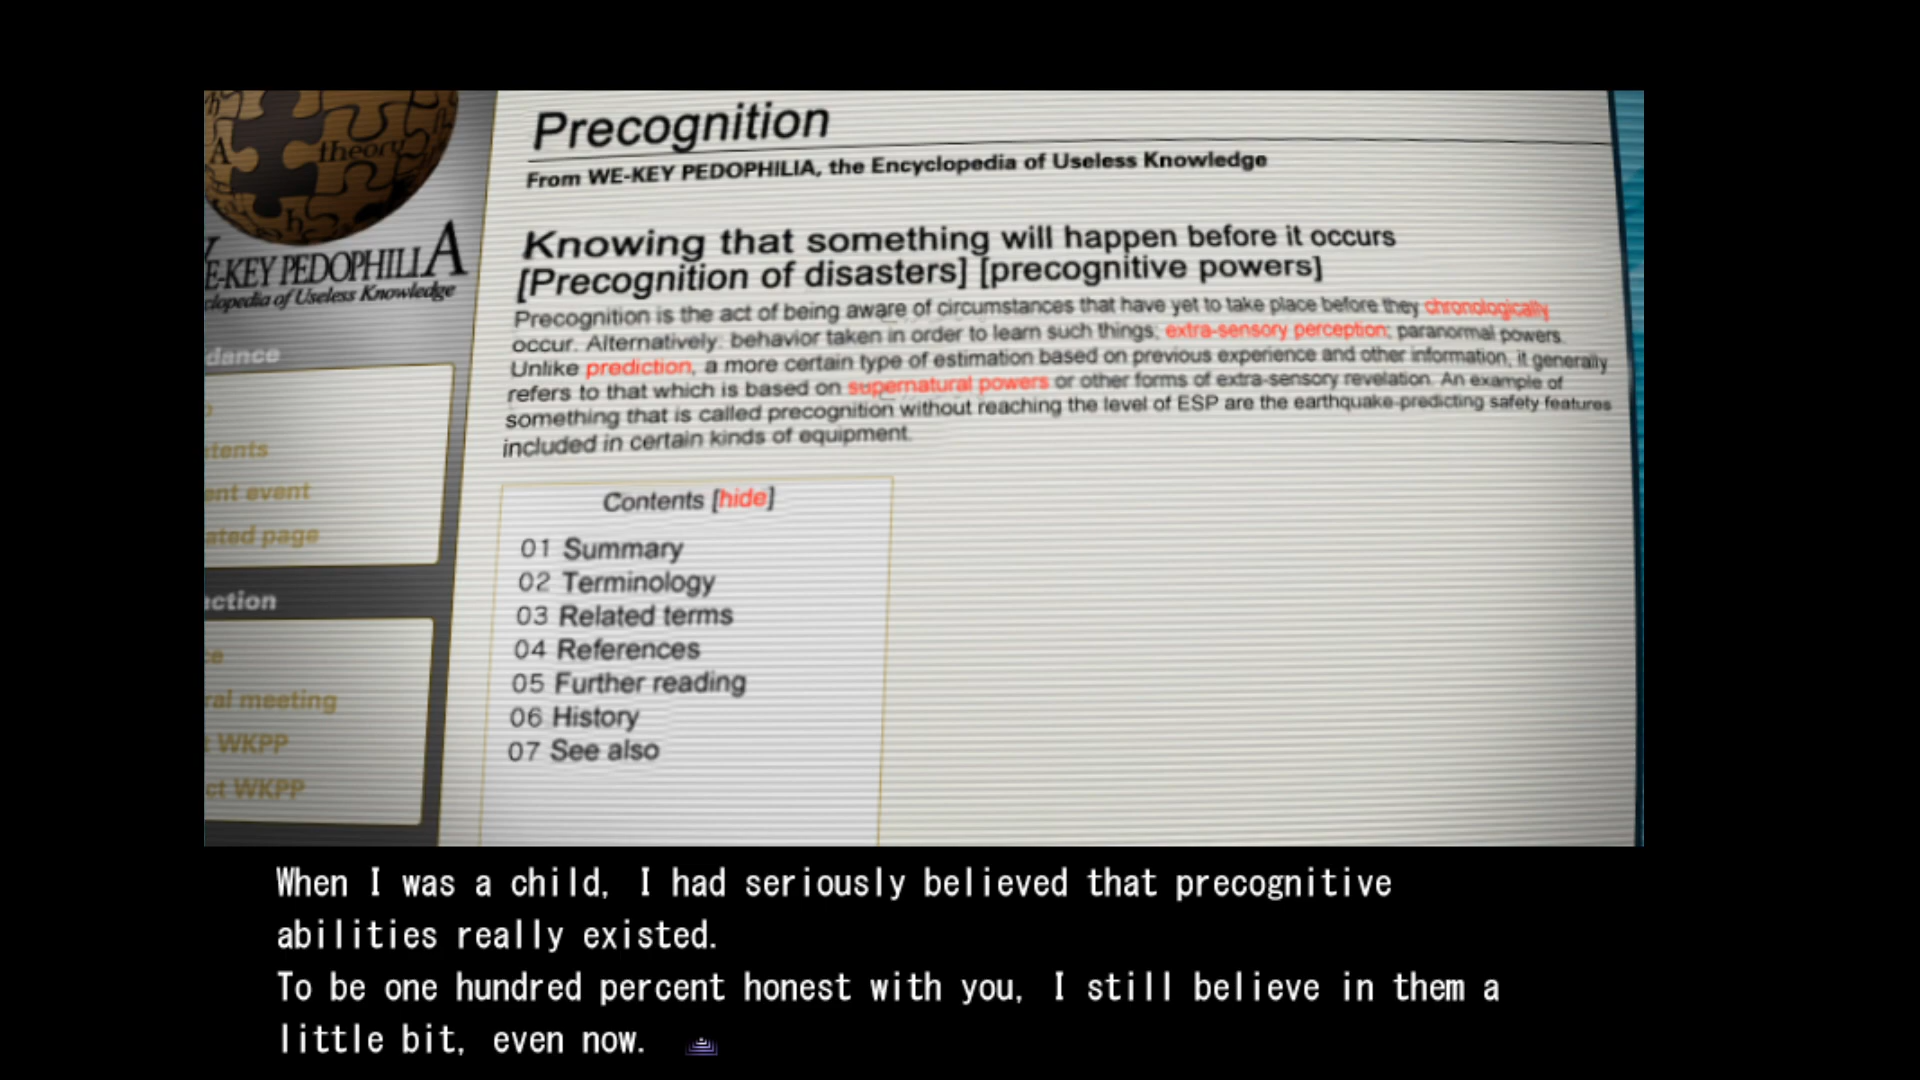 theory
A
h
Precognition
From WE-KEY PEDOPHILIA, the Encyclopedia of Useless Knowledge
E-KEY PEDOPHILIA
clopedia of Useless Knowledge
Knowing that something will happen before it occurs
[Precognition of disasters] [precognitive powers]
Precognition is the act of being aware of circumstances that have yet to take place before they chronologically
occur. Alternatively: behavior taken in order to learn such things; extra-sensory perception; paranormal powers.
Unlike prediction, a more certain type of estimation based on previous experience and other information, it generally
refers to that which is based on supernatural powers or other forms of extra-sensory revelation. An example of
something that is called precognition without reaching the level of ESP are the earthquake-predicting safety features
included in certain kinds of equipment.
dance
tents
ent event
ated page
ction
e
ral meeting
t WKPP
ct WKPP
Contents [hide]
01 Summary
02 Terminology
03 Related terms
04 References
05 Further reading
06 History
07 See also
When I was a child, I had seriously believed that precognitive
abilities really existed.
To be one hundred percent honest with you, I still believe in them a
little bit, even now.